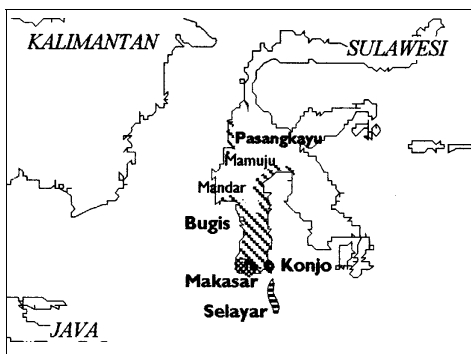 KALIMANTAN
SULAWESI
Pasangkayu
Mamuju
Mandar
Bugis
Konjo
Makasar
Selayar
JAVA